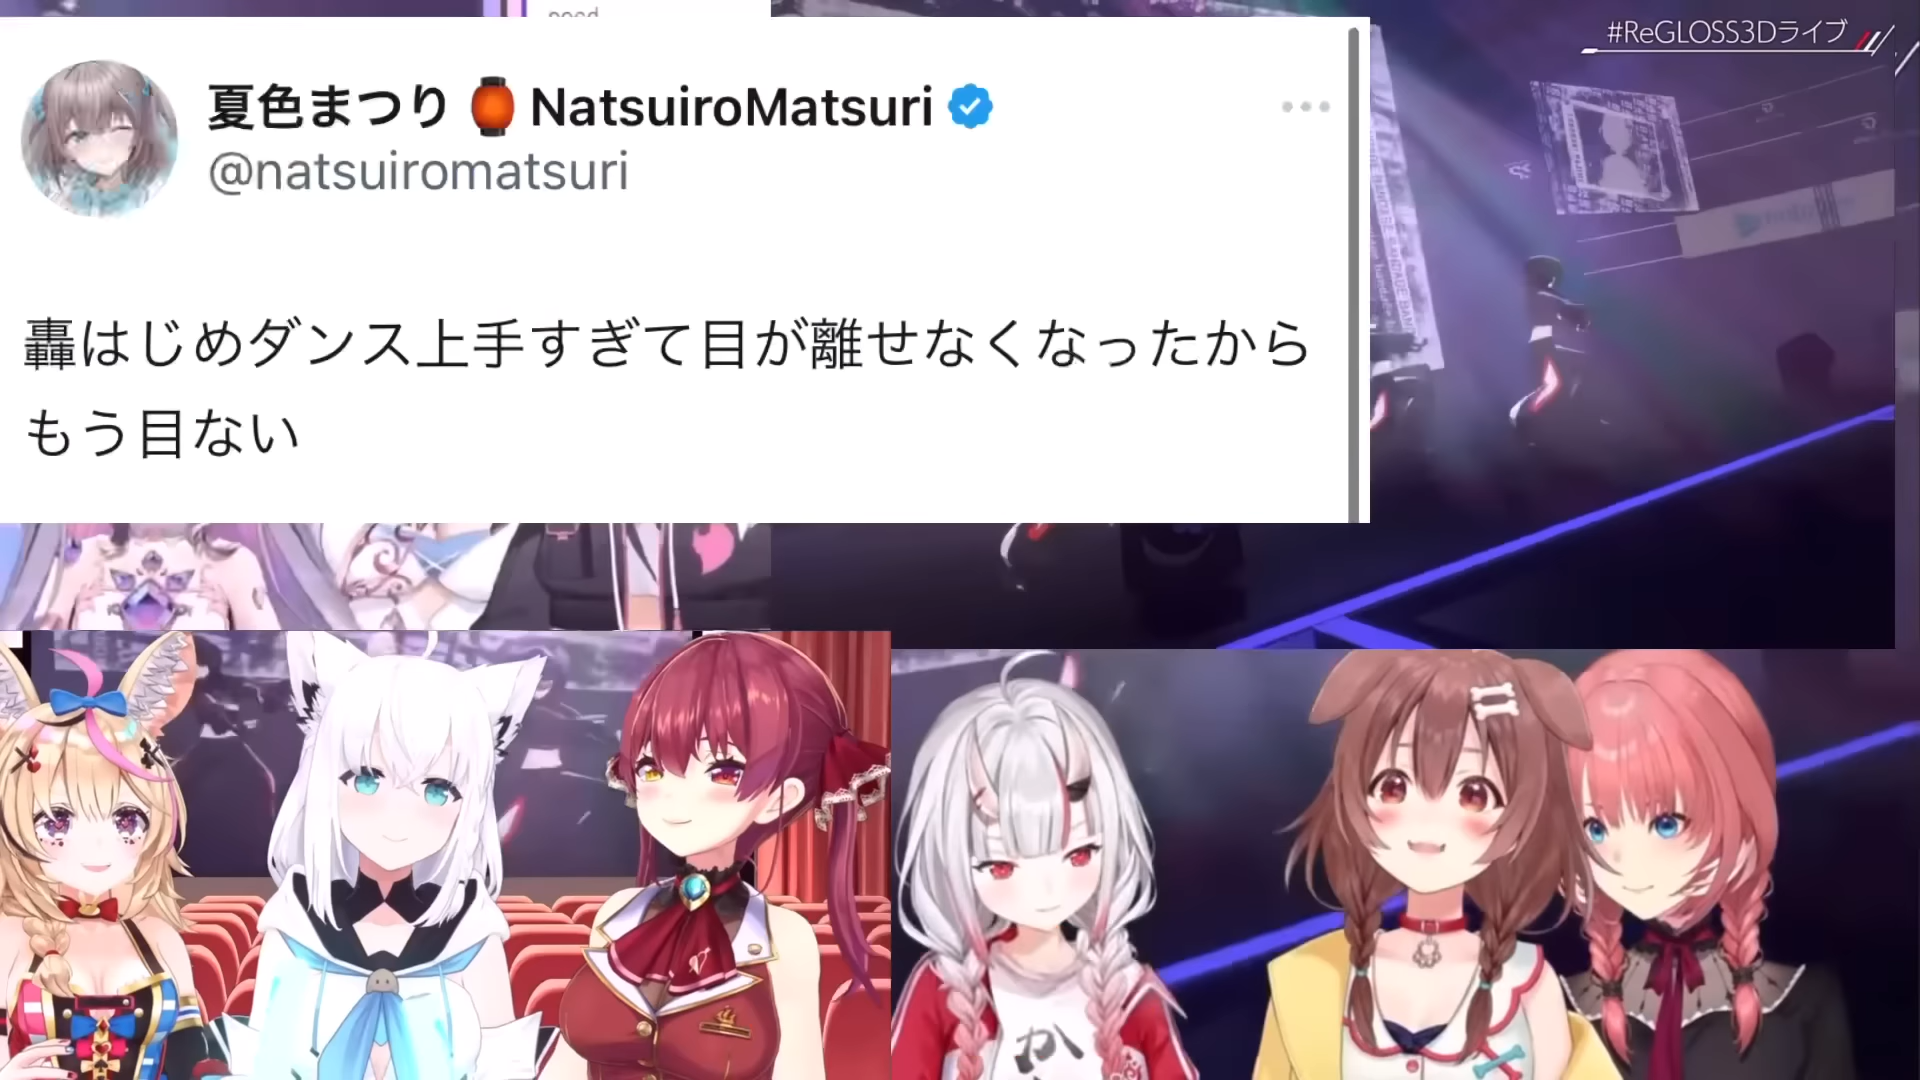 #ReGLOSS3Dライブ
夏色まつり🏮NatsuiroMatsuri
@natsuiromatsuri
轟はじめダンス上手すぎて目が離せなくなったから
もう目ない
か